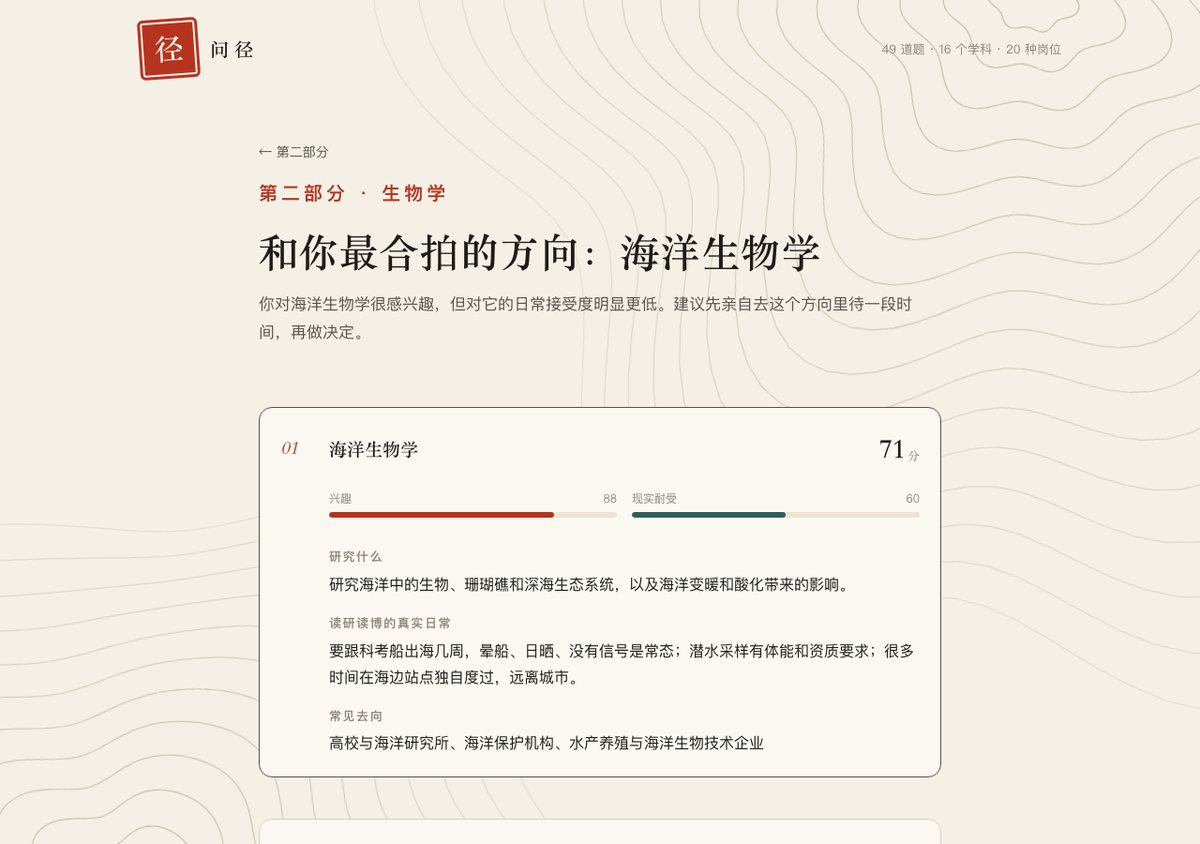 径
问径
49 道题 · 16 个学科 · 20 种岗位
← 第二部分
第二部分 · 生物学
和你最合拍的方向：海洋生物学
你对海洋生物学很感兴趣，但对它的日常接受度明显更低。建议先亲自去这个方向里待一段时
间，再做决定。
01
海洋生物学
71 分
兴趣 88
现实耐受 60
研究什么
研究海洋中的生物、珊瑚礁和深海生态系统，以及海洋变暖和酸化带来的影响。
读研读博的真实日常
要跟科考船出海几周，晕船、日晒、没有信号是常态；潜水采样有体能和资质要求；很多
时间在海边站点独自度过，远离城市。
常见去向
高校与海洋研究所、海洋保护机构、水产养殖与海洋生物技术企业